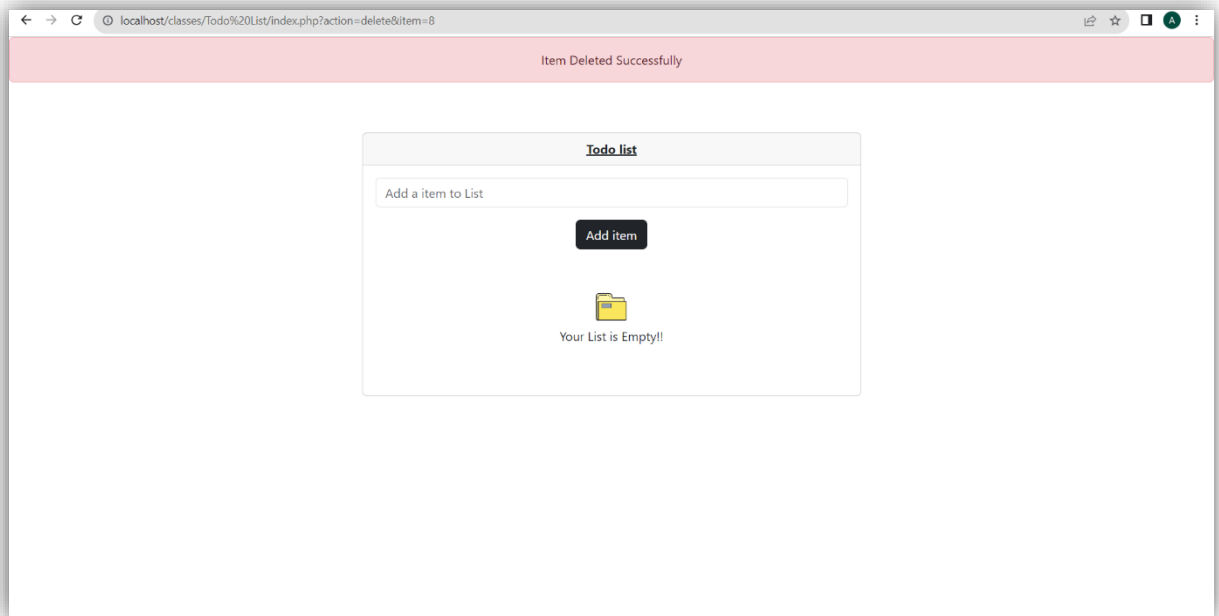 localhost/classes/Todo%20List/index.php?action=delete&item=8
A
Item Deleted Successfully
Todo list
Add a item to List
Add item
Your List is Empty!!